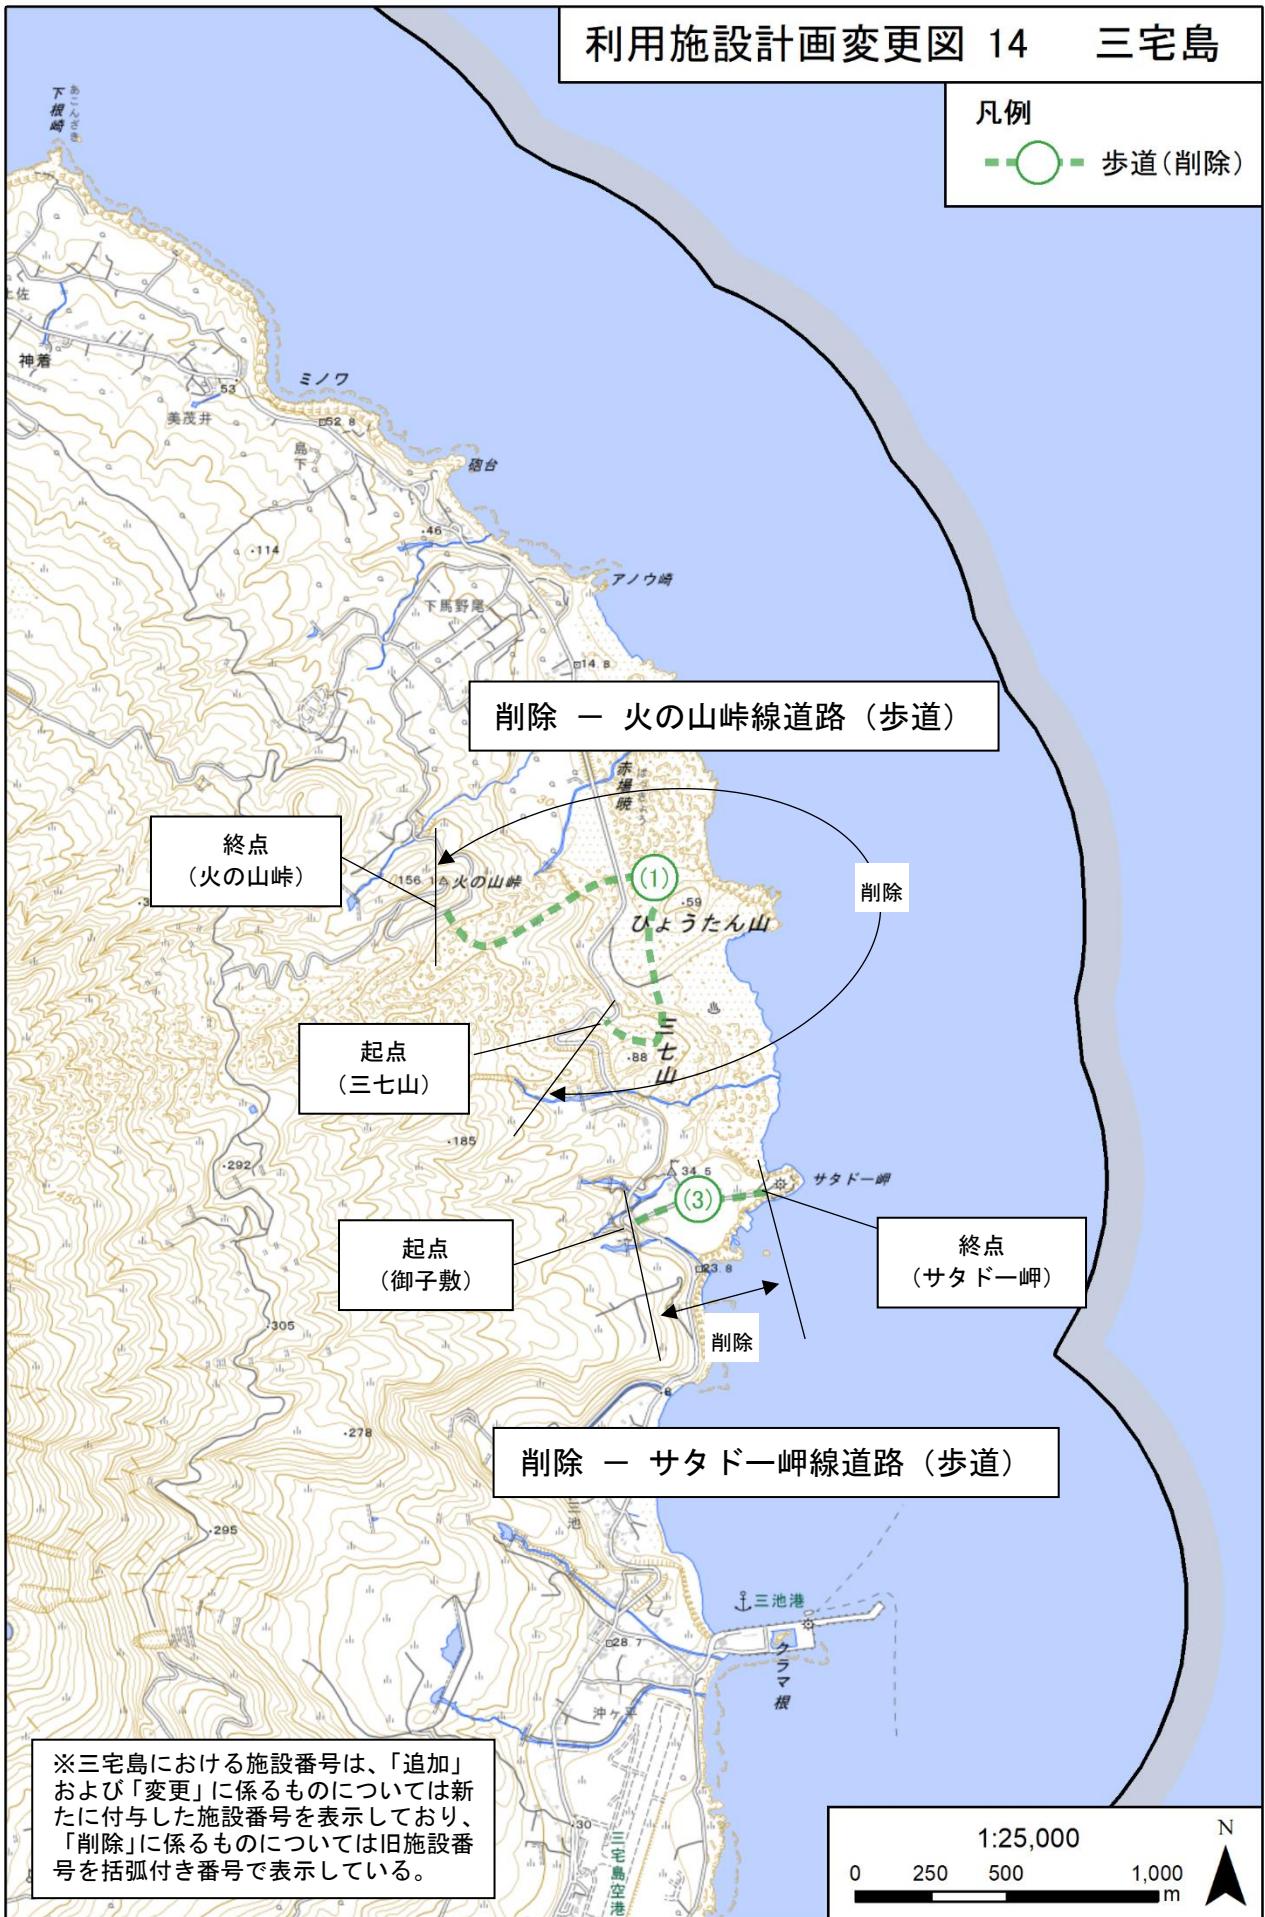 利用施設計画変更図 14　三宅島
凡例
歩道(削除)
下根崎
あこんざき
土佐
神着
53
美茂井
ミノワ
52.8
島下
砲台
46
150
114
アノウ崎
下馬野尾
14.8
削除 － 火の山峠線道路（歩道）
赤場暁
終点
（火の山峠）
30
156.1
火の山峠
(1)
59
ひょうたん山
削除
起点
（三七山）
三七山
88
185
292
450
34.5
サタドー岬
(3)
起点
（御子敷）
終点
（サタドー岬）
23.8
削除
305
8
278
削除 － サタドー岬線道路（歩道）
三池
295
三池港
28.7
クラマ根
沖ヶ平
30
三宅島空港
※三宅島における施設番号は、「追加」
および「変更」に係るものについては新
たに付与した施設番号を表示しており、
「削除」に係るものについては旧施設番
号を括弧付き番号で表示している。
1:25,000
N
0 250 500 1,000
m